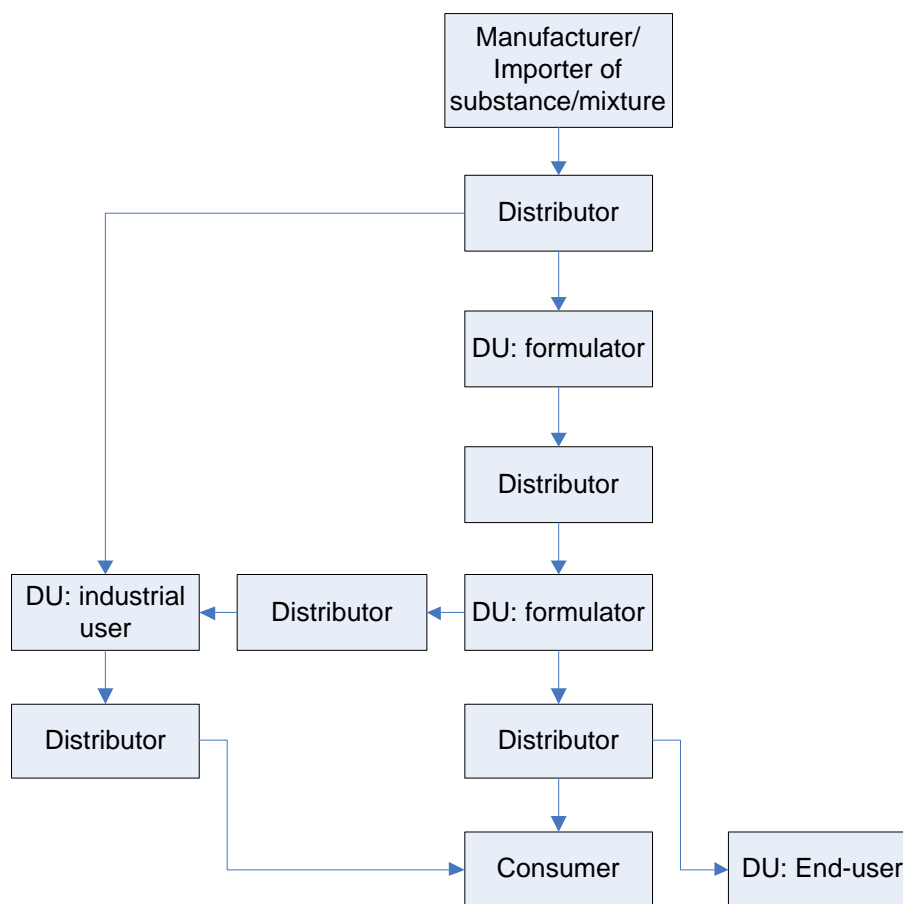 Manufacturer/
Importer of
substance/mixture
Distributor
DU: formulator
Distributor
DU: industrial
user
Distributor
DU: formulator
Distributor
Distributor
Consumer
DU: End-user